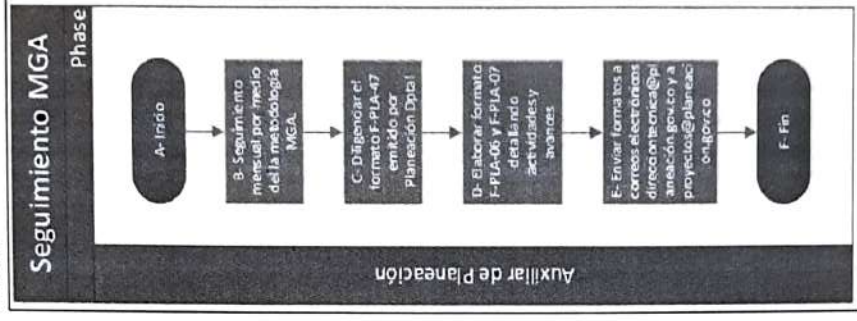 Seguimiento MGA
Phase
Auxiliar de Planeación
A- Inicio
B- Seguimiento
mensual por medio
de la metodología
MGA.
C- Diligenciar el
formato F-PLA-47
emitido por
Planeación Dptal
D- Elaborar formato
F-PLA-06 y F-PLA-07
detallando
actividades y
avances
E- Enviar formatos a
correos electrónicos
direcciontecnica@pl
aneación.gov.co y a
proyectos@planeaci
on.gov.co
F- Fin